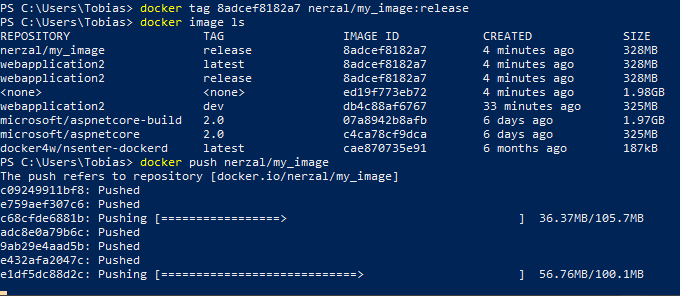 PS C:\Users\Tobias> docker tag 8adcef8182a7 nerzal/my_image:release
PS C:\Users\Tobias> docker image ls
REPOSITORY TAG IMAGE ID CREATED SIZE
nerzal/my_image release 8adcef8182a7 4 minutes ago 328MB
webapplication2 latest 8adcef8182a7 4 minutes ago 328MB
webapplication2 release 8adcef8182a7 4 minutes ago 328MB
<none> <none> ed19f773eb72 4 minutes ago 1.98GB
webapplication2 dev db4c88af6767 33 minutes ago 325MB
microsoft/aspnetcore-build 2.0 07a8942b8afb 6 days ago 1.97GB
microsoft/aspnetcore 2.0 c4ca78cf9dca 6 days ago 325MB
docker4w/nsenter-dockerd latest cae870735e91 6 months ago 187kB
PS C:\Users\Tobias> docker push nerzal/my_image
The push refers to repository [docker.io/nerzal/my_image]
c09249911bf8: Pushed
e759aef307c6: Pushed
c68cfde6881b: Pushing [=================> ] 36.37MB/105.7MB
adc8e0a79b6c: Pushed
9ab29e4aad5b: Pushed
e432afa2047c: Pushed
e1df5dc88d2c: Pushing [============================> ] 56.76MB/100.1MB